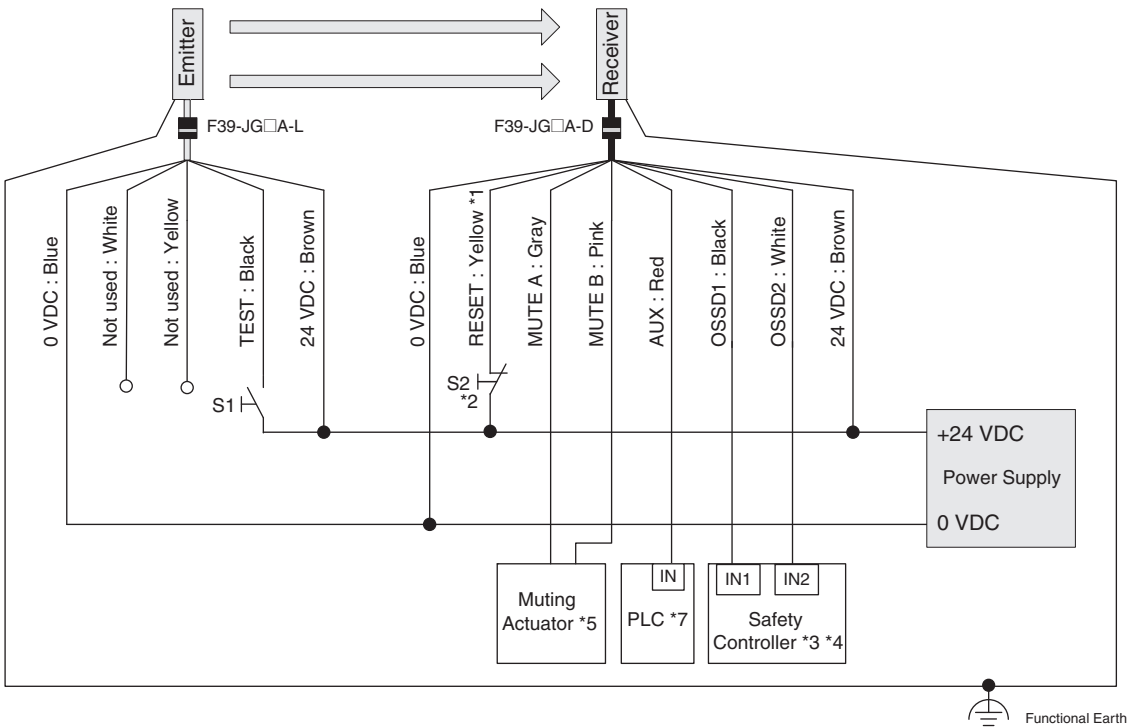 Emitter
Receiver
F39-JG□A-L
F39-JG□A-D
0 VDC : Blue
Not used : White
Not used : Yellow
TEST : Black
24 VDC : Brown
0 VDC : Blue
RESET : Yellow *1
MUTE A : Gray
MUTE B : Pink
AUX : Red
OSSD1 : Black
OSSD2 : White
24 VDC : Brown
S1
S2
*2
+24 VDC
Power Supply
0 VDC
Muting
Actuator *5
IN
PLC *7
IN1
IN2
Safety
Controller *3 *4
Functional Earth